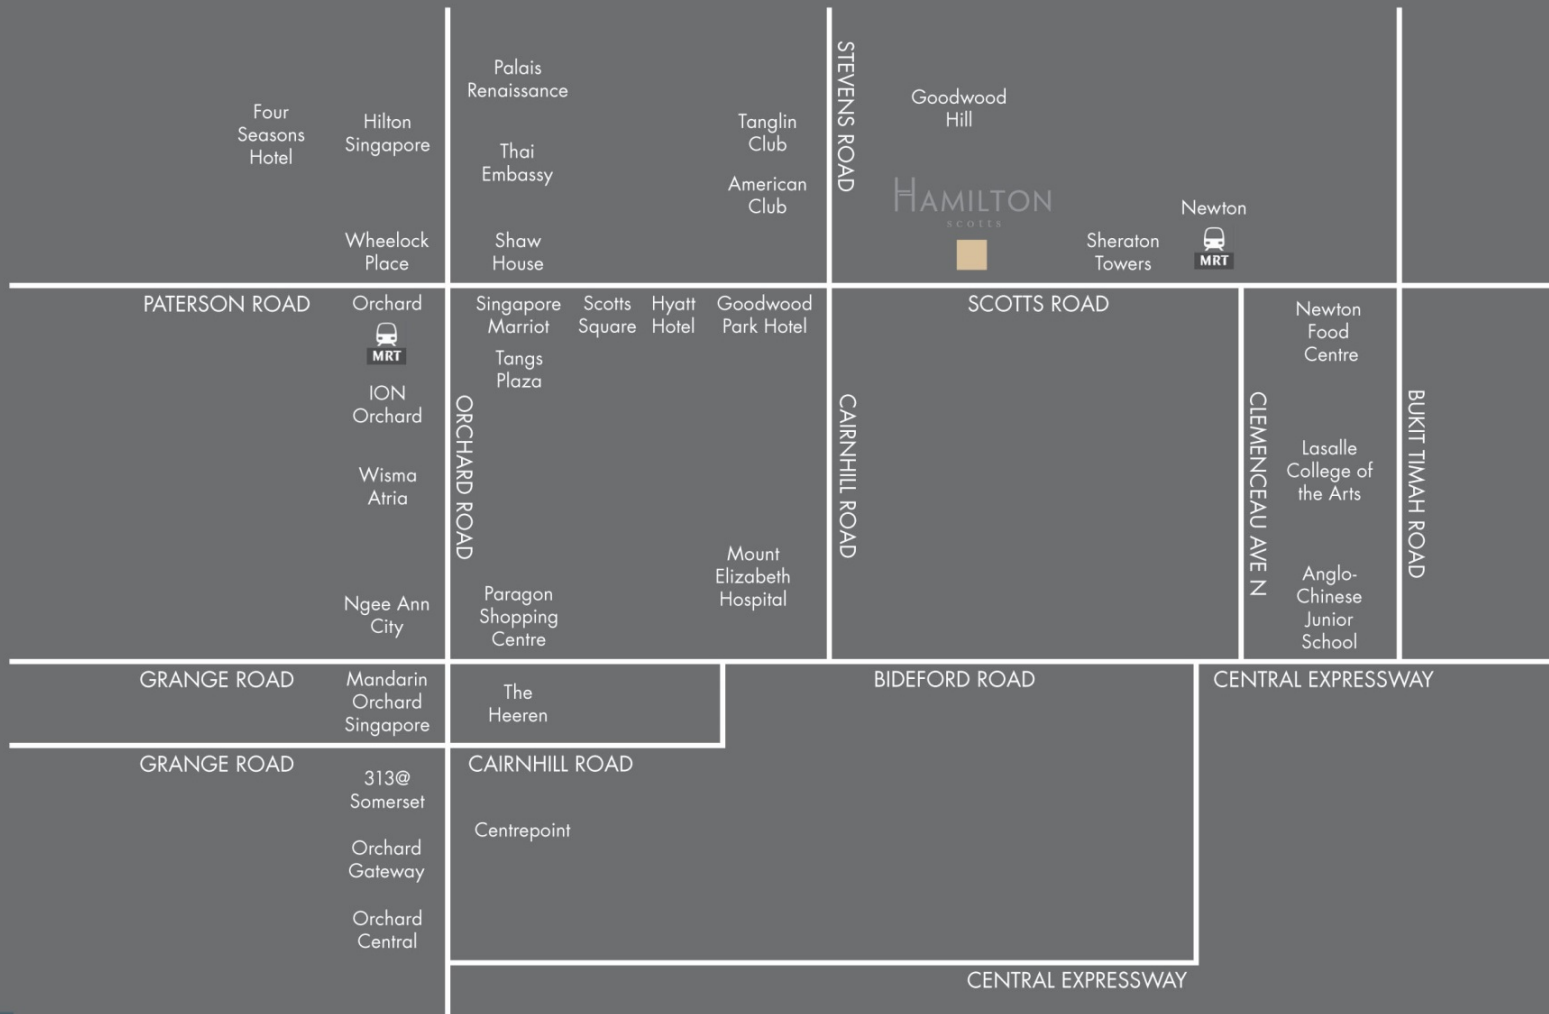 Palais
Renaissance
Four
Seasons
Hotel
Hilton
Singapore
Thai
Embassy
Tanglin
Club
American
Club
STEVENS ROAD
Goodwood
Hill
HAMILTON
scotts
Newton
MRT
Sheraton
Towers
Wheelock
Place
Shaw
House
PATERSON ROAD
Orchard
MRT
Singapore
Marriot
Scotts
Square
Hyatt
Hotel
Goodwood
Park Hotel
SCOTTS ROAD
Newton
Food
Centre
Tangs
Plaza
ION
Orchard
ORCHARD ROAD
CAIRNHILL ROAD
CLEMENCEAU AVE N
BUKIT TIMAH ROAD
Wisma
Atria
Lasalle
College of
the Arts
Mount
Elizabeth
Hospital
Anglo-
Chinese
Junior
School
Ngee Ann
City
Paragon
Shopping
Centre
GRANGE ROAD
Mandarin
Orchard
Singapore
The
Heeren
BIDEFORD ROAD
CENTRAL EXPRESSWAY
GRANGE ROAD
CAIRNHILL ROAD
313@
Somerset
Centrepoint
Orchard
Gateway
Orchard
Central
CENTRAL EXPRESSWAY